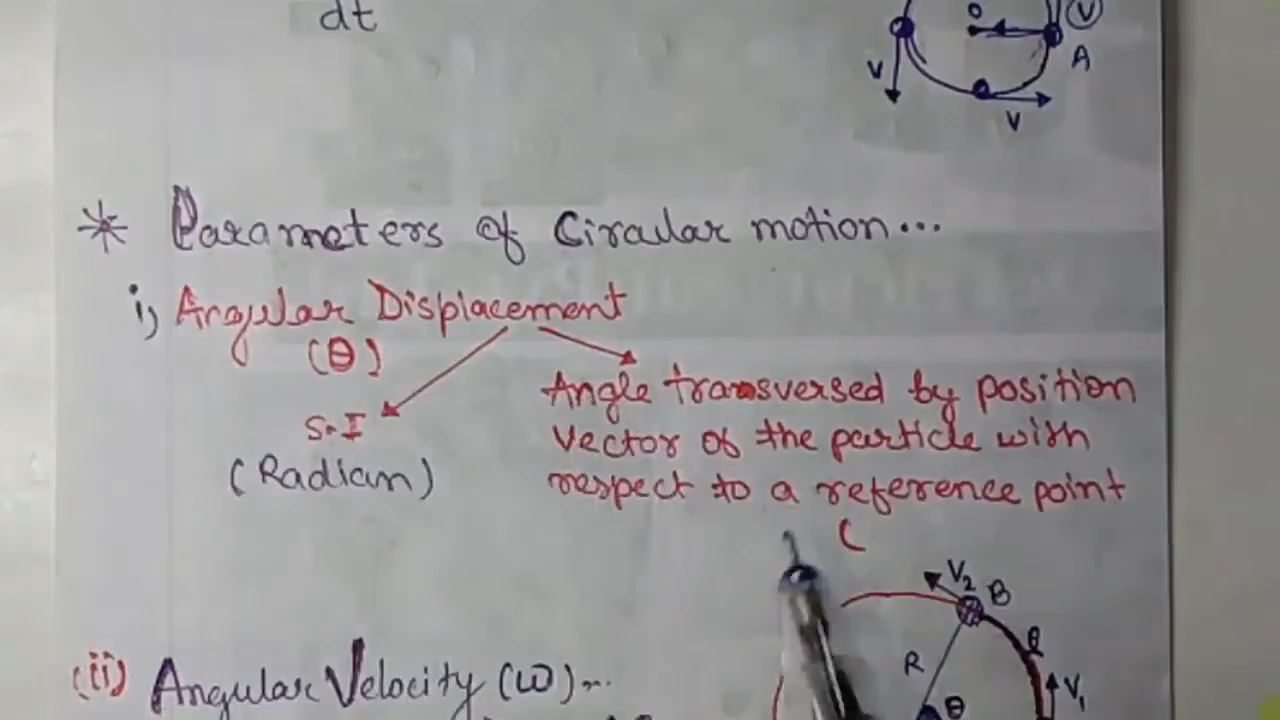 dt
O
V
A
V
V
* Parameters of Circular motion...
i) Angular Displacement
(θ)
S.I
(Radian)
Angle transversed by position
vector of the particle with
respect to a reference point
(
V2
B
R
l
θ
V1
(ii) Angular Velocity (ω)...